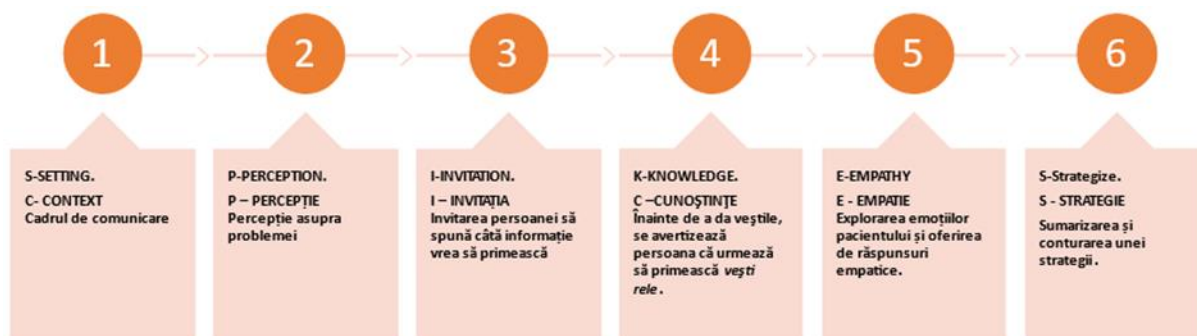 1
2
3
4
5
6
S-SETTING.
C- CONTEXT
Cadrul de comunicare
P-PERCEPTION.
P – PERCEPȚIE
Percepție asupra
problemei
I-INVITATION.
I – INVITAȚIA
Invitarea persoanei să
spună câtă informație
vrea să primească
K-KNOWLEDGE.
C –CUNOȘTINȚE
Înainte de a da veștile,
se avertizează
persoana că urmează
să primească vești
rele.
E-EMPATHY
E - EMPATIE
Explorarea emoțiilor
pacientului și oferirea
de răspunsuri
empatice.
S-Strategize.
S - STRATEGIE
Sumarizarea și
conturarea unei
strategii.